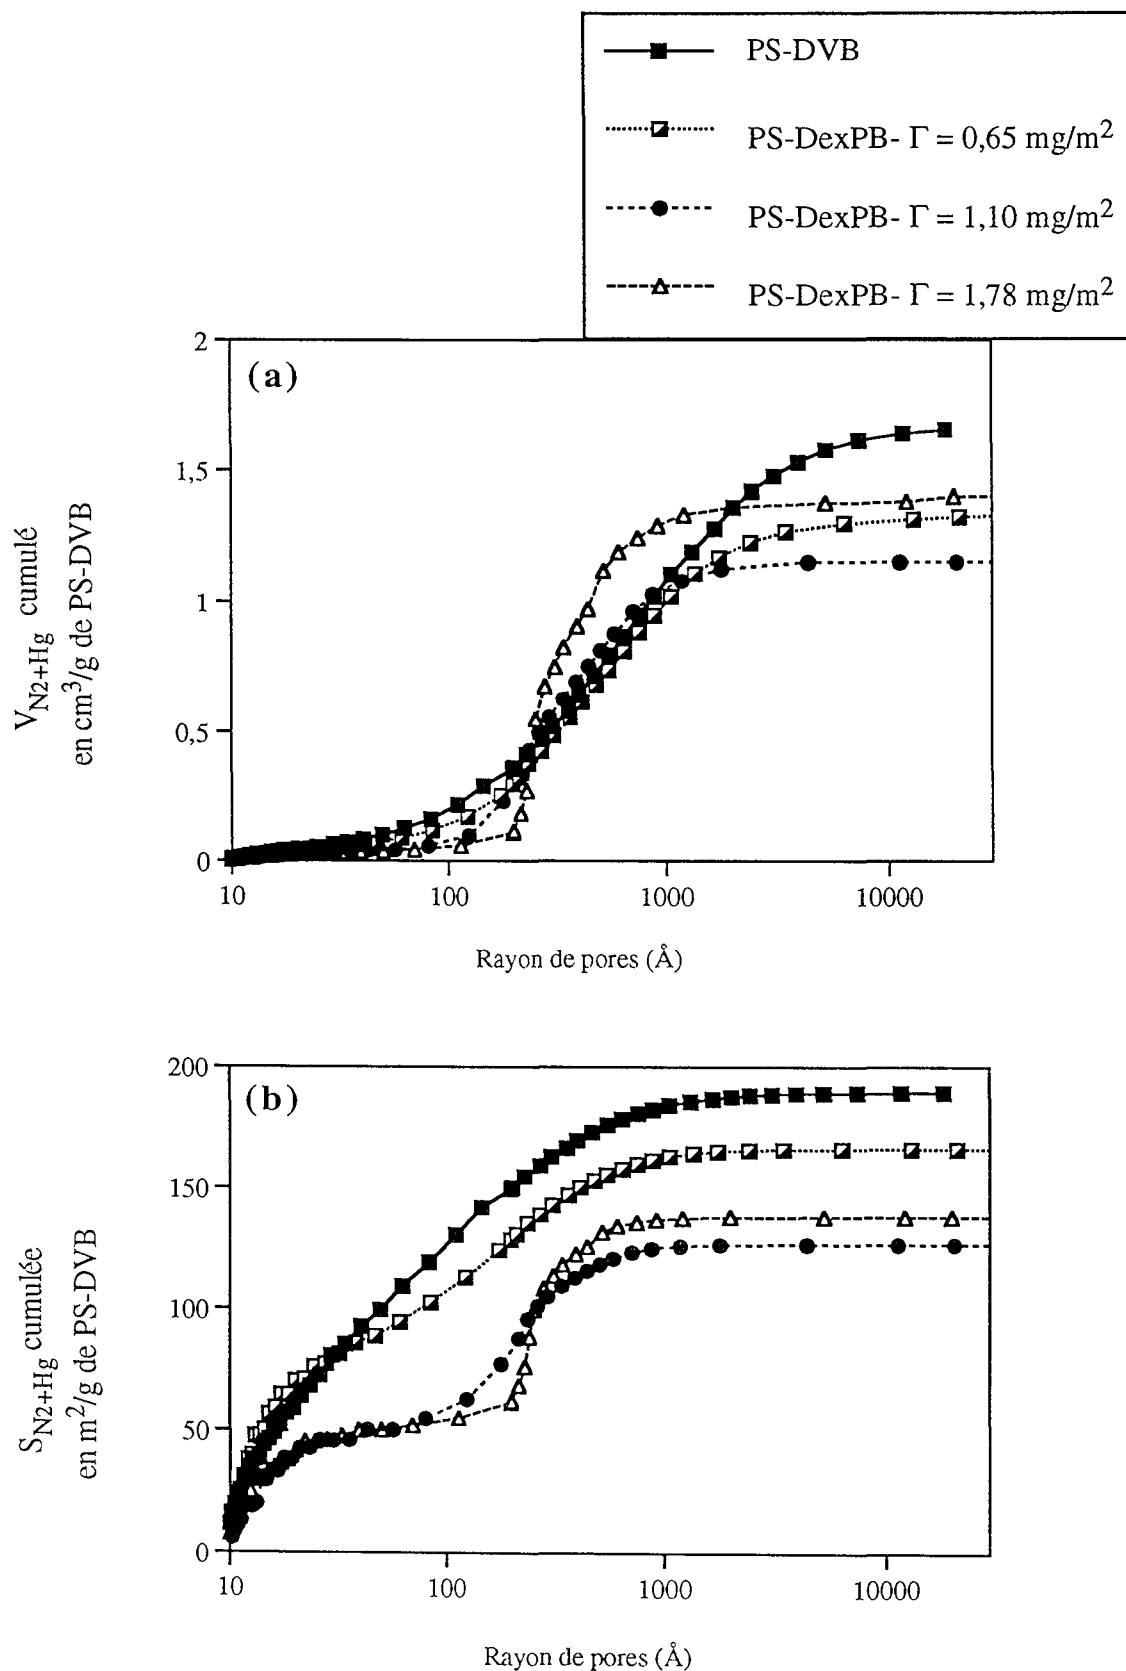 PS-DVB
PS-DexPB- Γ = 0,65 mg/m²
PS-DexPB- Γ = 1,10 mg/m²
PS-DexPB- Γ = 1,78 mg/m²
(a)
V_N2+Hg cumulé
en cm³/g de PS-DVB
2
1,5
1
0,5
0
10 100 1000 10000
Rayon de pores (Å)
(b)
S_N2+Hg cumulée
en m²/g de PS-DVB
200
150
100
50
0
10 100 1000 10000
Rayon de pores (Å)